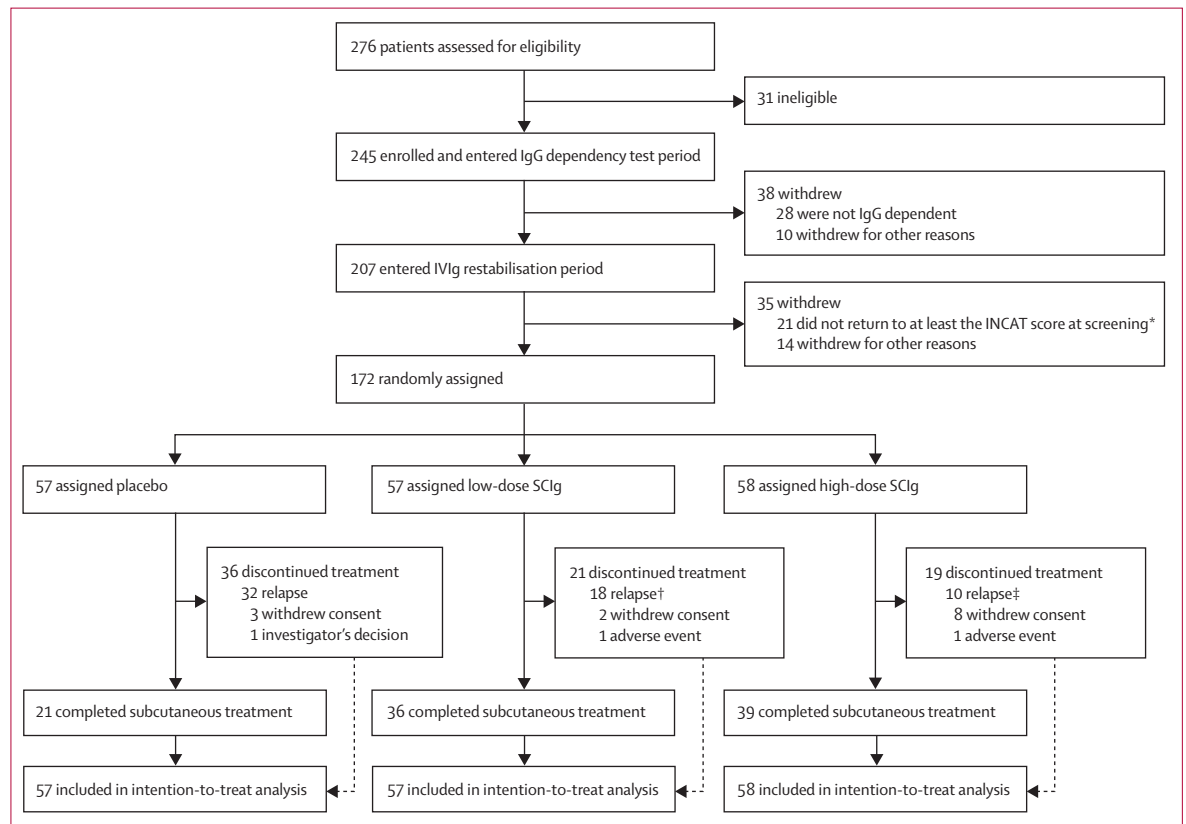 276 patients assessed for eligibility
31 ineligible
245 enrolled and entered IgG dependency test period
38 withdrew
28 were not IgG dependent
10 withdrew for other reasons
207 entered IVIg restabilisation period
35 withdrew
21 did not return to at least the INCAT score at screening*
14 withdrew for other reasons
172 randomly assigned
57 assigned placebo
57 assigned low-dose SCIg
58 assigned high-dose SCIg
36 discontinued treatment
32 relapse
3 withdrew consent
1 investigator's decision
21 discontinued treatment
18 relapse†
2 withdrew consent
1 adverse event
19 discontinued treatment
10 relapse‡
8 withdrew consent
1 adverse event
21 completed subcutaneous treatment
36 completed subcutaneous treatment
39 completed subcutaneous treatment
57 included in intention-to-treat analysis
57 included in intention-to-treat analysis
58 included in intention-to-treat analysis